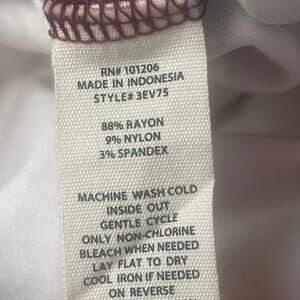 RN# 101206
MADE IN INDONESIA
STYLE# 3EV75
88% RAYON
9% NYLON
3% SPANDEX
MACHINE WASH COLD
INSIDE OUT
GENTLE CYCLE
ONLY NON-CHLORINE
BLEACH WHEN NEEDED
LAY FLAT TO DRY
COOL IRON IF NEEDED
ON REVERSE